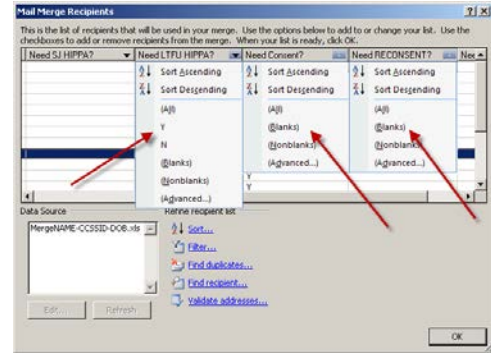 Mail Merge Recipients
This is the list of recipients that will be used in your merge. Use the options below to add to or change your list. Use the
checkboxes to add or remove recipients from the merge. When your list is ready, click OK.
Need SJ HIPPA? Need LTFU HIPPA? Need Consent? Need RECONSENT? Nee
Sort Ascending Sort Ascending Sort Ascending
Sort Descending Sort Descending Sort Descending
(All) (All) (All)
Y (Blanks) (Blanks)
N (Nonblanks) (Nonblanks)
(Blanks) (Advanced...) (Advanced...)
(Nonblanks)
(Advanced...)
Y
Y
Data Source Refine recipient list
MergeNAME-CCSSID-DOB.xls
Sort...
Filter...
Find duplicates...
Find recipient...
Validate addresses...
Edit... Refresh
OK